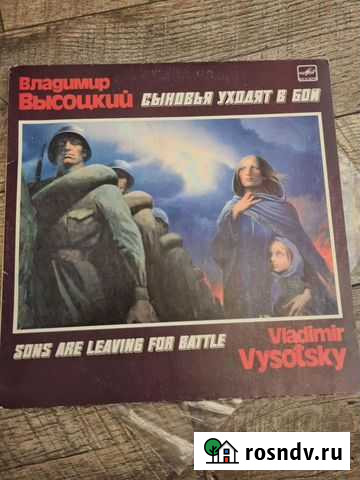 Владимир
Высоцкий
СЫНОВЬЯ УХОДЯТ В БОЙ
SONS ARE LEAVING FOR BATTLE
Vladimir
Vysotsky
rosndv.ru